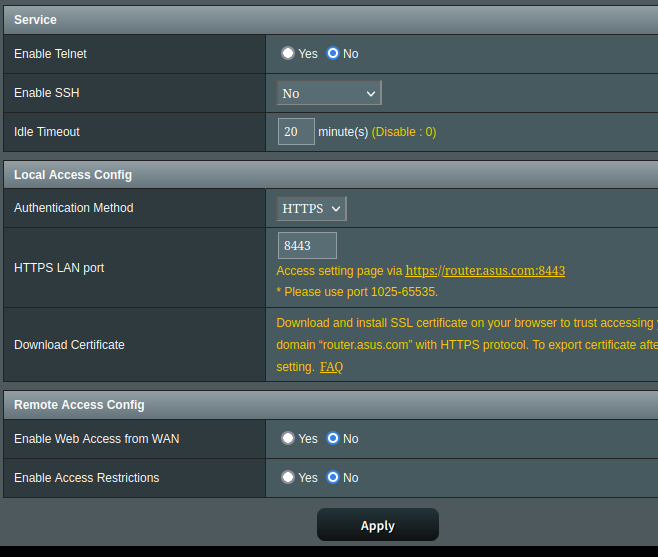 Service
Enable Telnet Yes No
Enable SSH No
Idle Timeout 20 minute(s) (Disable : 0)
Local Access Config
Authentication Method HTTPS
8443
HTTPS LAN port Access setting page via https://router.asus.com:8443
* Please use port 1025-65535.
Download and install SSL certificate on your browser to trust accessing
Download Certificate domain “router.asus.com” with HTTPS protocol. To export certificate afte
setting. FAQ
Remote Access Config
Enable Web Access from WAN Yes No
Enable Access Restrictions Yes No
Apply